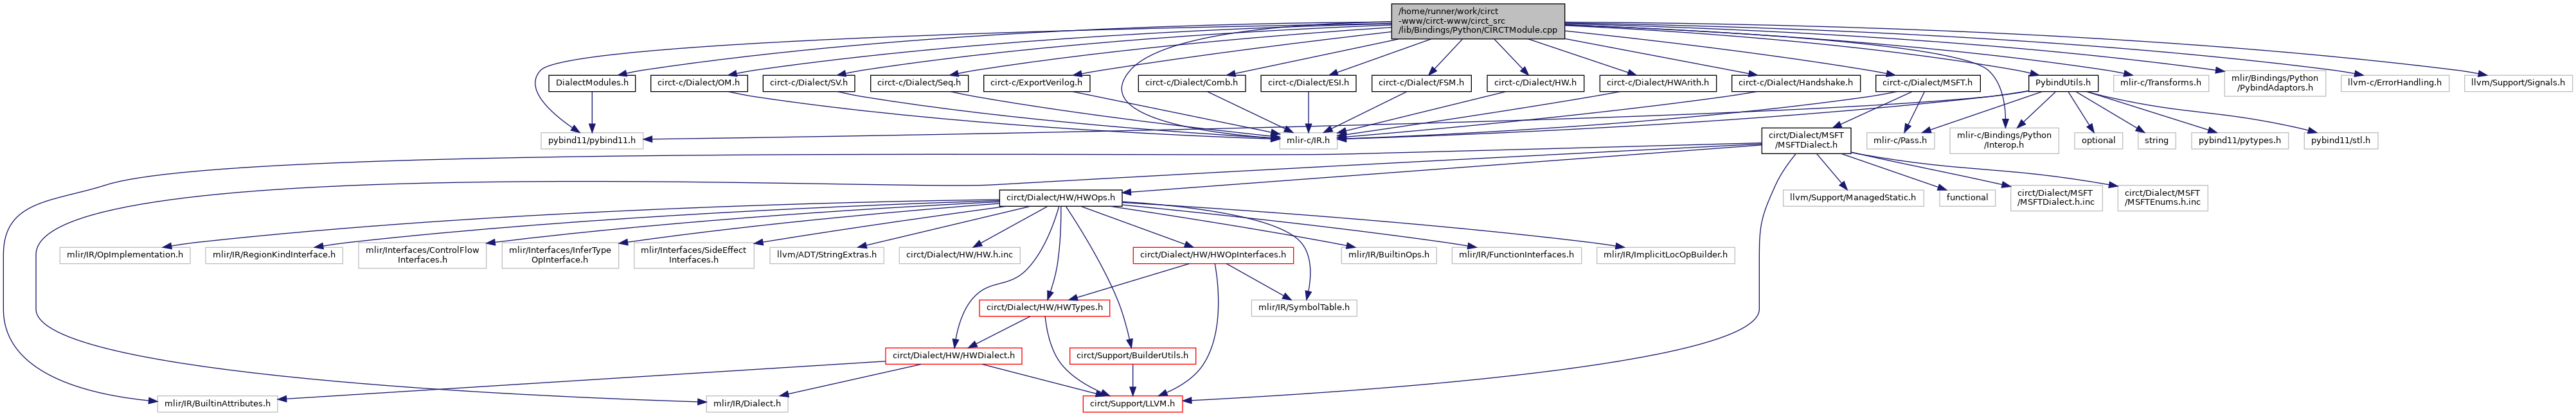 /home/runner/work/circt
-www/circt-www/circt_src
/lib/Bindings/Python/CIRCTModule.cpp
DialectModules.h
circt-c/Dialect/OM.h
circt-c/Dialect/SV.h
circt-c/Dialect/Seq.h
circt-c/ExportVerilog.h
circt-c/Dialect/Comb.h
circt-c/Dialect/ESI.h
circt-c/Dialect/FSM.h
circt-c/Dialect/HW.h
circt-c/Dialect/HWArith.h
circt-c/Dialect/Handshake.h
circt-c/Dialect/MSFT.h
PybindUtils.h
mlir-c/Transforms.h
mlir/Bindings/Python
/PybindAdaptors.h
llvm-c/ErrorHandling.h
llvm/Support/Signals.h
pybind11/pybind11.h
mlir-c/IR.h
circt/Dialect/MSFT
/MSFTDialect.h
mlir-c/Pass.h
mlir-c/Bindings/Python
/Interop.h
optional
string
pybind11/pytypes.h
pybind11/stl.h
circt/Dialect/HW/HWOps.h
llvm/Support/ManagedStatic.h
functional
circt/Dialect/MSFT
/MSFTDialect.h.inc
circt/Dialect/MSFT
/MSFTEnums.h.inc
mlir/IR/OpImplementation.h
mlir/IR/RegionKindInterface.h
mlir/Interfaces/ControlFlow
Interfaces.h
mlir/Interfaces/InferType
OpInterface.h
mlir/Interfaces/SideEffect
Interfaces.h
llvm/ADT/StringExtras.h
circt/Dialect/HW/HW.h.inc
circt/Dialect/HW/HWOpInterfaces.h
mlir/IR/BuiltinOps.h
mlir/IR/FunctionInterfaces.h
mlir/IR/ImplicitLocOpBuilder.h
circt/Dialect/HW/HWTypes.h
mlir/IR/SymbolTable.h
circt/Dialect/HW/HWDialect.h
circt/Support/BuilderUtils.h
mlir/IR/BuiltinAttributes.h
mlir/IR/Dialect.h
circt/Support/LLVM.h